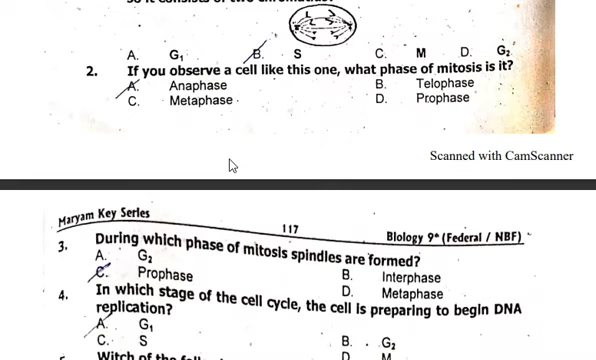 A. G₁ B. S C. M D. G₂
2. If you observe a cell like this one, what phase of mitosis is it?
A. Anaphase B. Telophase
C. Metaphase D. Prophase
Scanned with CamScanner
Maryam Key Series 117 Biology 9th (Federal / NBF)
3. During which phase of mitosis spindles are formed?
A. G₂ B. Interphase
C. Prophase D. Metaphase
4. In which stage of the cell cycle, the cell is preparing to begin DNA
replication?
A. G₁ B. G₂
C. S D. M